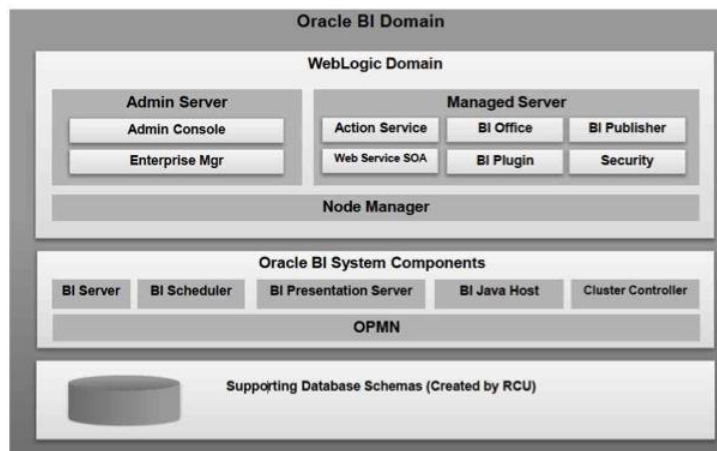 Oracle BI Domain
WebLogic Domain
Admin Server
Admin Console
Enterprise Mgr
Managed Server
Action Service
BI Office
BI Publisher
Web Service SOA
BI Plugin
Security
Node Manager
Oracle BI System Components
BI Server
BI Scheduler
BI Presentation Server
BI Java Host
Cluster Controller
OPMN
Supporting Database Schemas (Created by RCU)